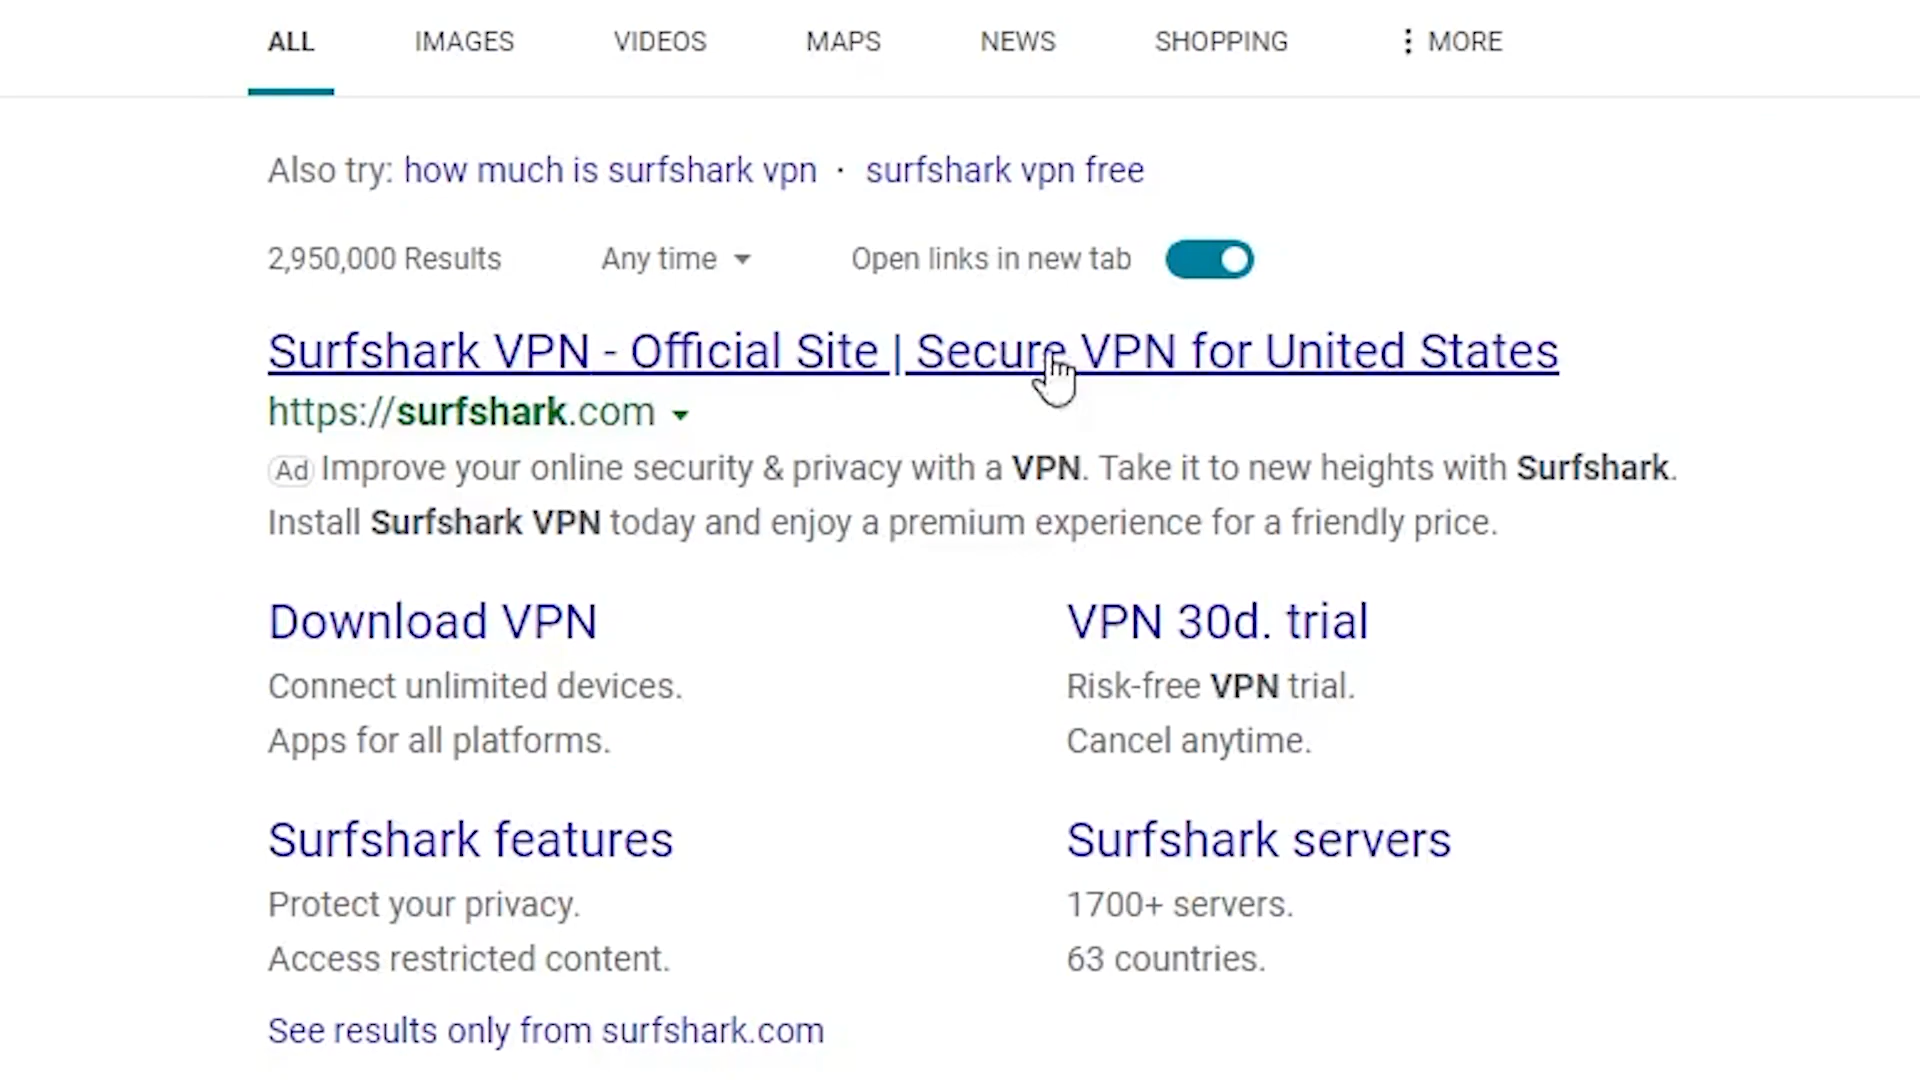 ALL IMAGES VIDEOS MAPS NEWS SHOPPING MORE
Also try: how much is surfshark vpn · surfshark vpn free
2,950,000 Results Any time Open links in new tab
Surfshark VPN - Official Site | Secure VPN for United States
https://surfshark.com
Ad Improve your online security & privacy with a VPN. Take it to new heights with Surfshark.
Install Surfshark VPN today and enjoy a premium experience for a friendly price.
Download VPN
Connect unlimited devices.
Apps for all platforms.
VPN 30d. trial
Risk-free VPN trial.
Cancel anytime.
Surfshark features
Protect your privacy.
Access restricted content.
Surfshark servers
1700+ servers.
63 countries.
See results only from surfshark.com